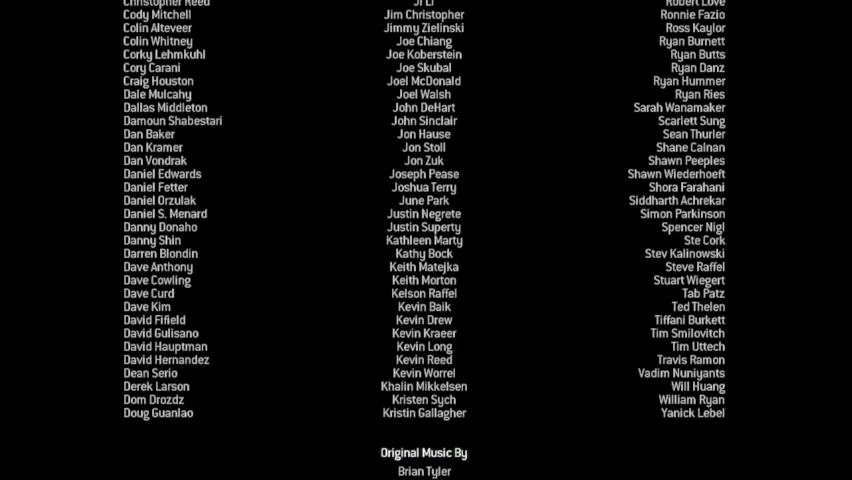 Christopher Reed
Cody Mitchell
Colin Alteveer
Colin Whitney
Corky Lehmkuhl
Cory Carani
Craig Houston
Dale Mulcahy
Dallas Middleton
Damoun Shabestari
Dan Baker
Dan Kramer
Dan Vondrak
Daniel Edwards
Daniel Fetter
Daniel Orzulak
Daniel S. Menard
Danny Donaho
Danny Shin
Darren Blondin
Dave Anthony
Dave Cowling
Dave Curd
Dave Kim
David Fifield
David Gulisano
David Hauptman
David Hernandez
Dean Serio
Derek Larson
Dom Drozdz
Doug Guanlao
Ji Li
Jim Christopher
Jimmy Zielinski
Joe Chiang
Joe Koberstein
Joe Skubal
Joel McDonald
Joel Walsh
John DeHart
John Sinclair
Jon Hause
Jon Stoll
Jon Zuk
Joseph Pease
Joshua Terry
June Park
Justin Negrete
Justin Superty
Kathleen Marty
Kathy Bock
Keith Matejka
Keith Morton
Kelson Raffel
Kevin Baik
Kevin Drew
Kevin Kraeer
Kevin Long
Kevin Reed
Kevin Worrel
Khalin Mikkelsen
Kristen Sych
Kristin Gallagher
Robert Love
Ronnie Fazio
Ross Kaylor
Ryan Burnett
Ryan Butts
Ryan Danz
Ryan Hummer
Ryan Ries
Sarah Wanamaker
Scarlett Sung
Sean Thurler
Shane Calnan
Shawn Peeples
Shawn Wiederhoeft
Shora Farahani
Siddharth Achrekar
Simon Parkinson
Spencer Nigl
Ste Cork
Stev Kalinowski
Steve Raffel
Stuart Wiegert
Tab Patz
Ted Thelen
Tiffani Burkett
Tim Smilovitch
Tim Uttech
Travis Ramon
Vadim Nuniyants
Will Huang
William Ryan
Yanick Lebel
Original Music By
Brian Tyler